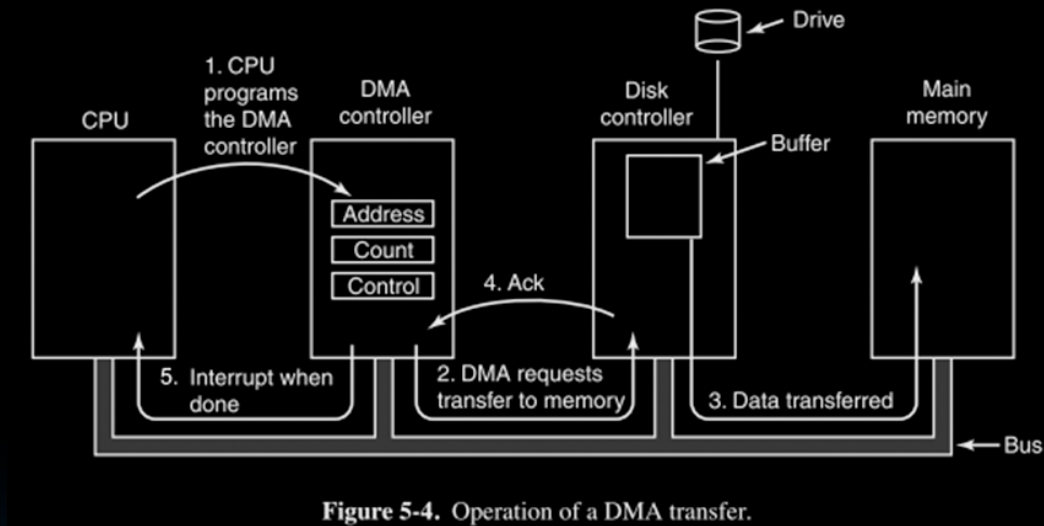 Drive
1. CPU
programs
the DMA
controller
CPU
DMA
controller
Disk
controller
Main
memory
Buffer
Address
Count
Control
4. Ack
5. Interrupt when
done
2. DMA requests
transfer to memory
3. Data transferred
Bus
Figure 5-4. Operation of a DMA transfer.